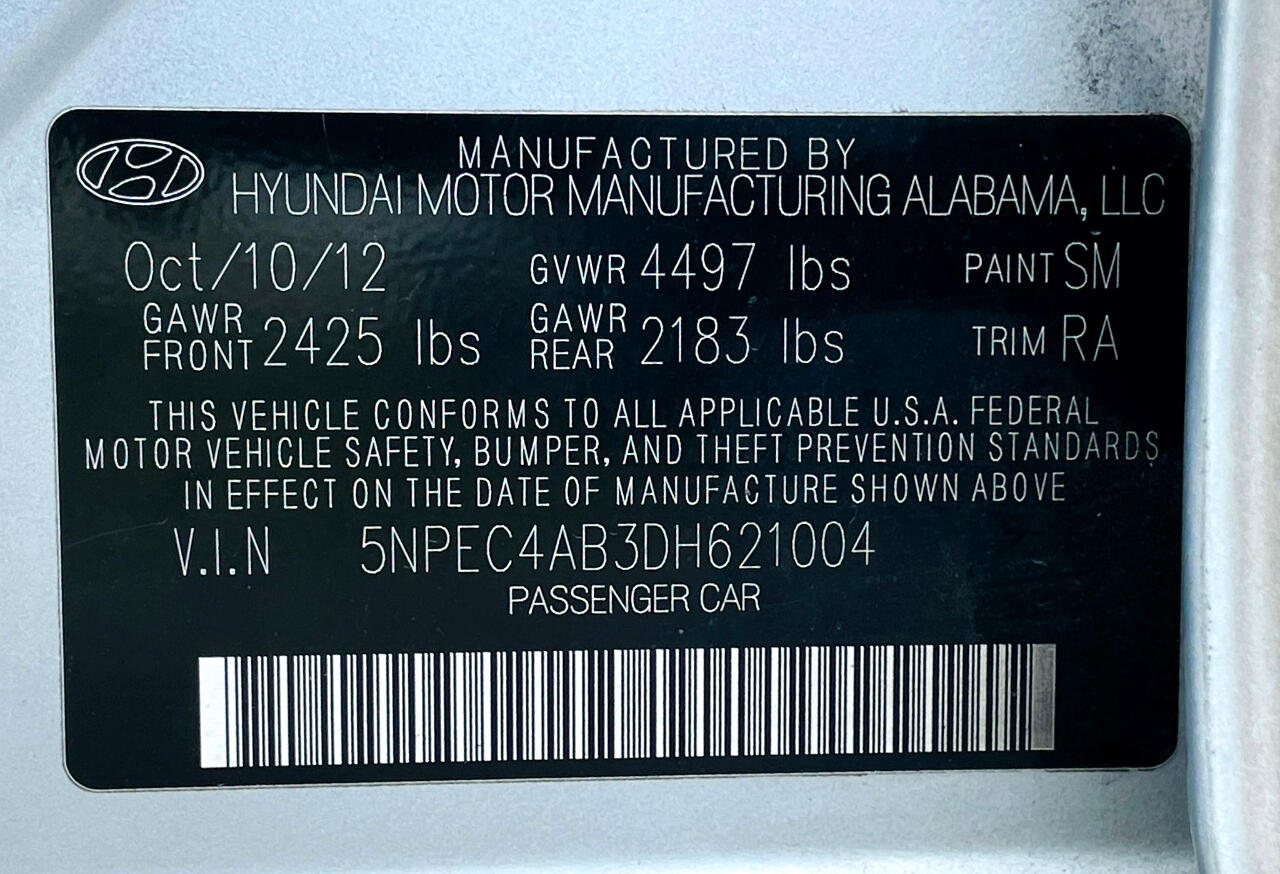 MANUFACTURED BY
HYUNDAI MOTOR MANUFACTURING ALABAMA, LLC
Oct/10/12 GVWR 4497 lbs PAINT SM
GAWR FRONT 2425 lbs GAWR REAR 2183 lbs TRIM RA
THIS VEHICLE CONFORMS TO ALL APPLICABLE U.S.A. FEDERAL
MOTOR VEHICLE SAFETY, BUMPER, AND THEFT PREVENTION STANDARDS
IN EFFECT ON THE DATE OF MANUFACTURE SHOWN ABOVE
V.I.N 5NPEC4AB3DH621004
PASSENGER CAR